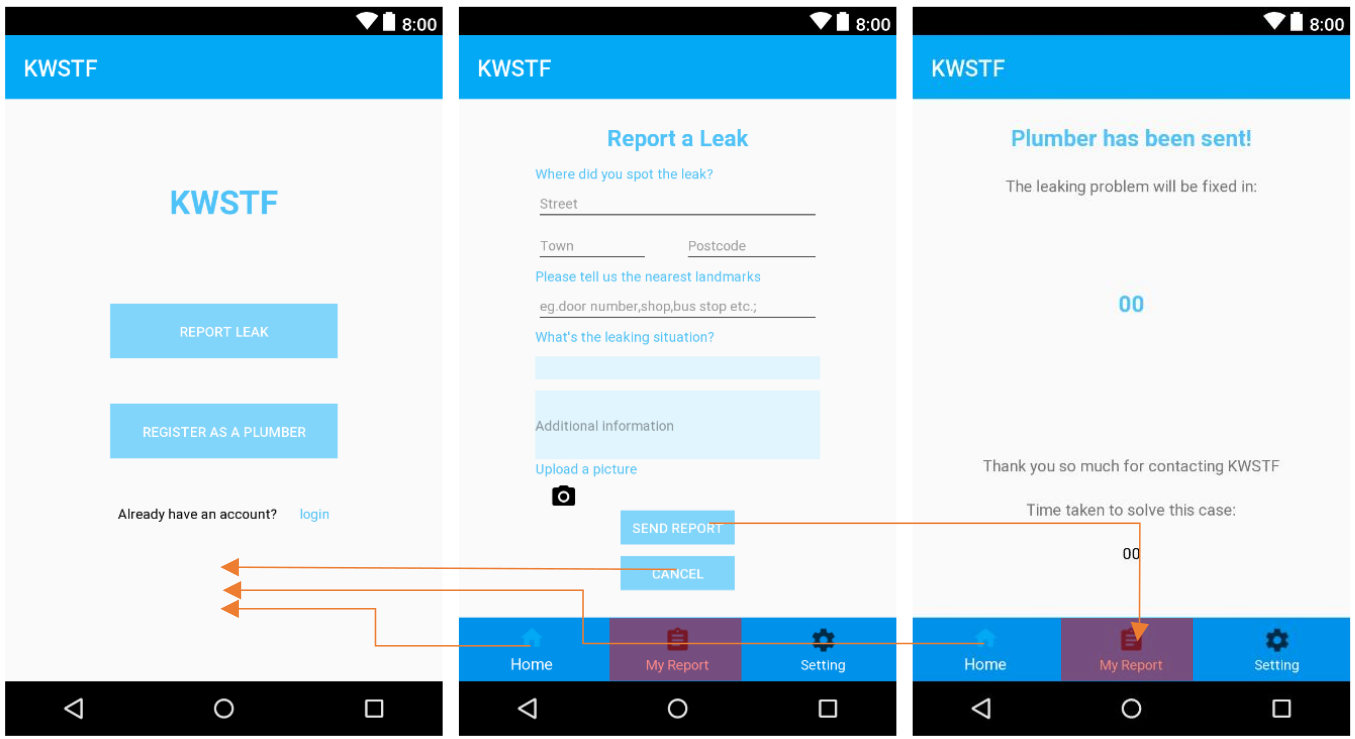 8:00
KWSTF
KWSTF
REPORT LEAK
REGISTER AS A PLUMBER
Already have an account? login
8:00
KWSTF
Report a Leak
Where did you spot the leak?
Street
Town Postcode
Please tell us the nearest landmarks
eg.door number,shop,bus stop etc.;
What's the leaking situation?
Additional information
Upload a picture
SEND REPORT
CANCEL
Home My Report Setting
8:00
KWSTF
Plumber has been sent!
The leaking problem will be fixed in:
00
Thank you so much for contacting KWSTF
Time taken to solve this case:
00
Home My Report Setting